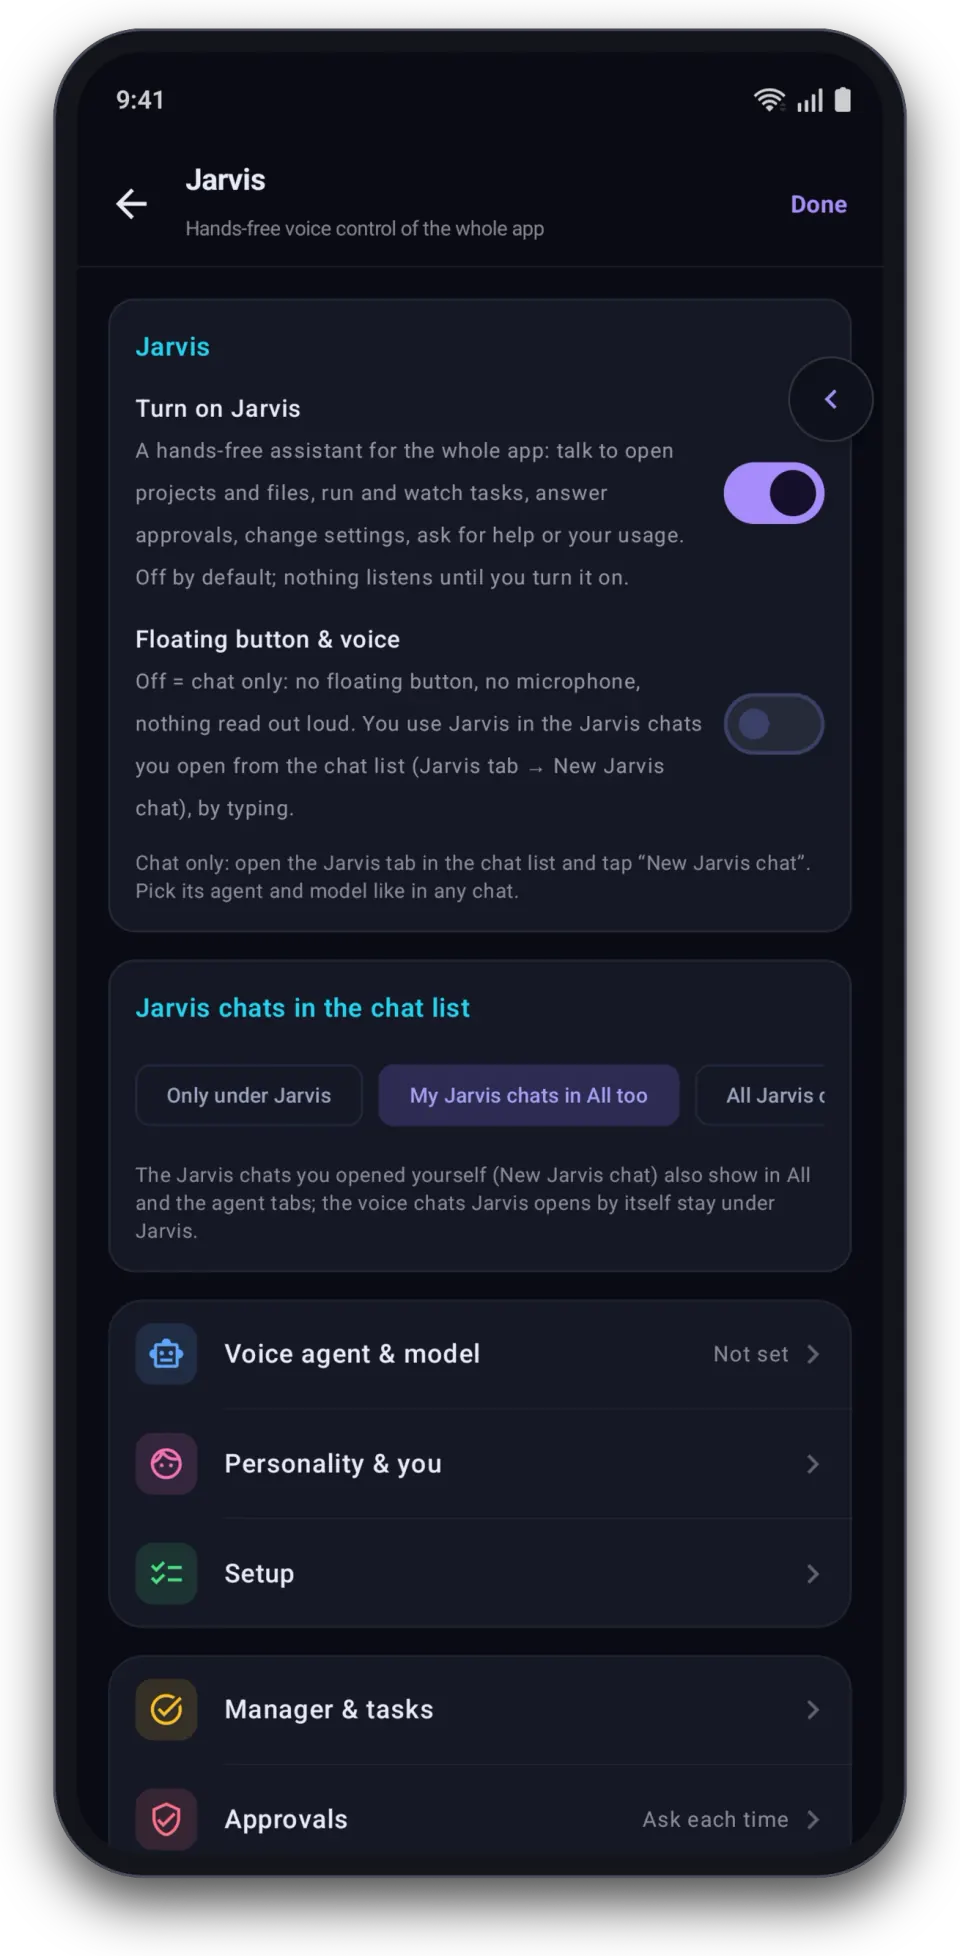 9:41
Jarvis
Hands-free voice control of the whole app
Done
Jarvis
Turn on Jarvis
A hands-free assistant for the whole app: talk to open
projects and files, run and watch tasks, answer
approvals, change settings, ask for help or your usage.
Off by default; nothing listens until you turn it on.
Floating button & voice
Off = chat only: no floating button, no microphone,
nothing read out loud. You use Jarvis in the Jarvis chats
you open from the chat list (Jarvis tab → New Jarvis
chat), by typing.
Chat only: open the Jarvis tab in the chat list and tap “New Jarvis chat”.
Pick its agent and model like in any chat.
Jarvis chats in the chat list
Only under Jarvis
My Jarvis chats in All too
All Jarvis
The Jarvis chats you opened yourself (New Jarvis chat) also show in All
and the agent tabs; the voice chats Jarvis opens by itself stay under
Jarvis.
Voice agent & model
Not set
Personality & you
Setup
Manager & tasks
Approvals
Ask each time